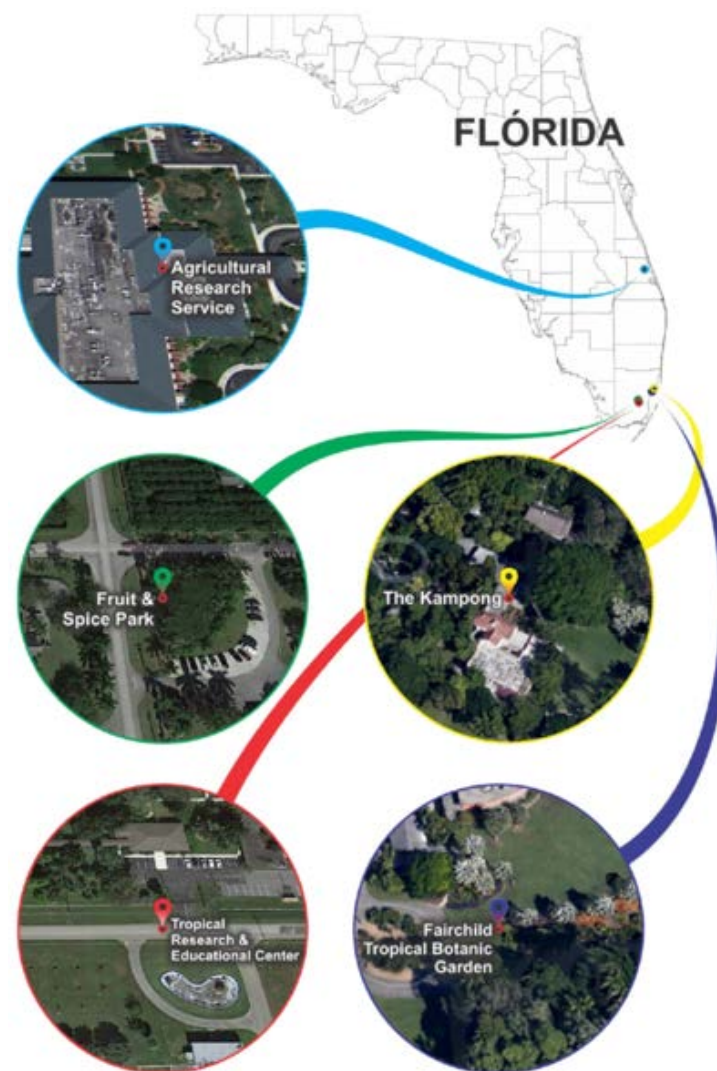 FLÓRIDA
Agricultural
Research
Service
Fruit &
Spice Park
The Kampong
Tropical
Research &
Educational Center
Fairchild
Tropical Botanic
Garden